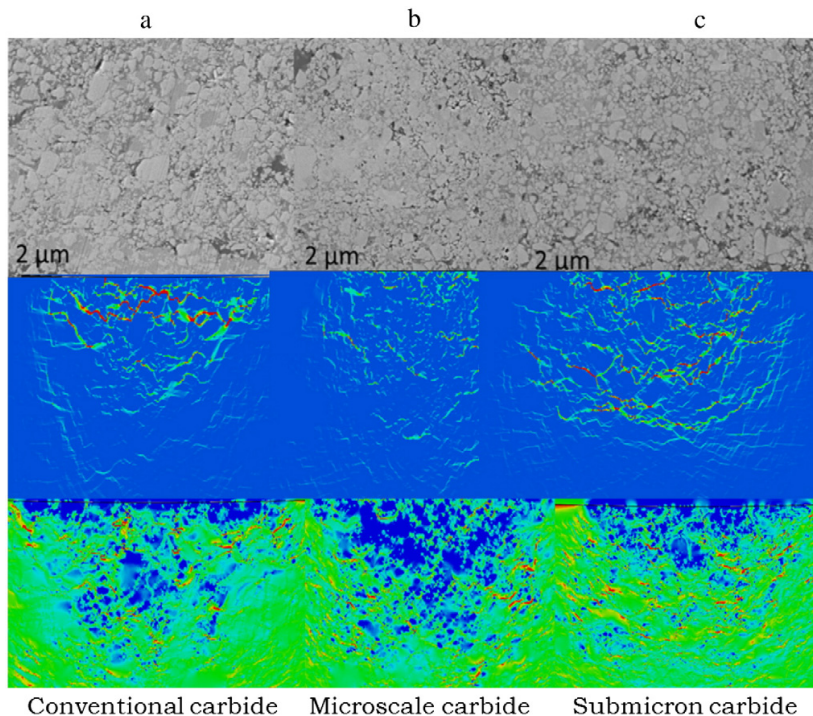 a b c
2 μm 2 μm 2 μm
Conventional carbide Microscale carbide Submicron carbide